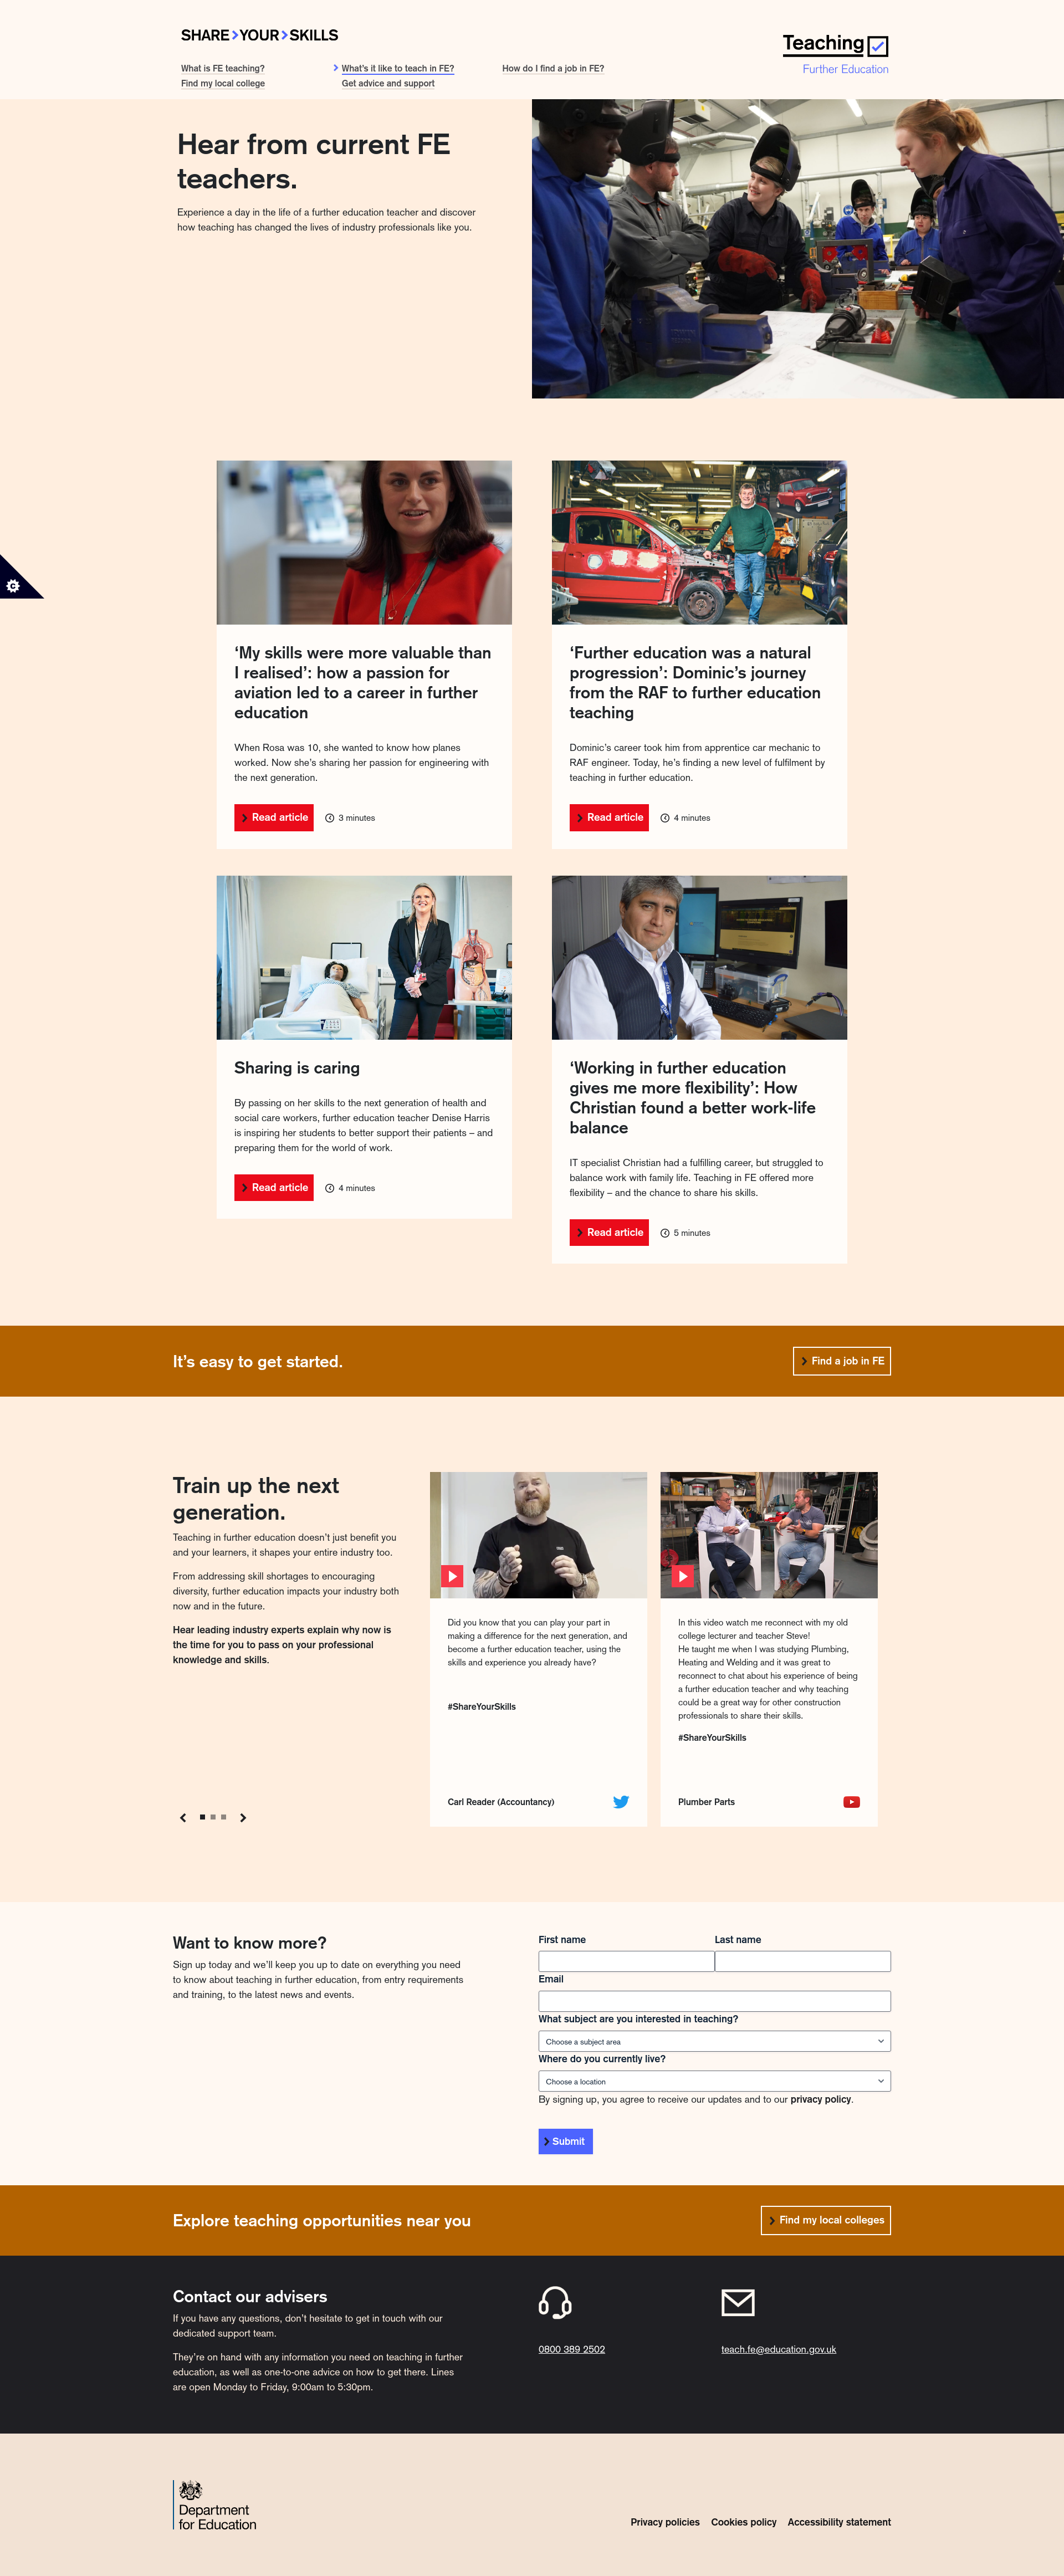 SHARE YOUR SKILLS
Teaching
Further Education
What is FE teaching?
What's it like to teach in FE?
How do I find a job in FE?
Find my local college
Get advice and support
Hear from current FE
teachers.
Experience a day in the life of a further education teacher and discover
how teaching has changed the lives of industry professionals like you.
‘My skills were more valuable than
I realised’: how a passion for
aviation led to a career in further
education
When Rosa was 10, she wanted to know how planes
worked. Now she’s sharing her passion for engineering with
the next generation.
Read article
3 minutes
‘Further education was a natural
progression’: Dominic’s journey
from the RAF to further education
teaching
Dominic’s career took him from apprentice car mechanic to
RAF engineer. Today, he’s finding a new level of fulfilment by
teaching in further education.
Read article
4 minutes
Sharing is caring
By passing on her skills to the next generation of health and
social care workers, further education teacher Denise Harris
is inspiring her students to better support their patients – and
preparing them for the world of work.
Read article
4 minutes
‘Working in further education
gives me more flexibility’: How
Christian found a better work-life
balance
IT specialist Christian had a fulfilling career, but struggled to
balance work with family life. Teaching in FE offered more
flexibility – and the chance to share his skills.
Read article
5 minutes
It’s easy to get started.
Find a job in FE
Train up the next
generation.
Teaching in further education doesn’t just benefit you
and your learners, it shapes your entire industry too.
From addressing skill shortages to encouraging
diversity, further education impacts your industry both
now and in the future.
Hear leading industry experts explain why now is
the time for you to pass on your professional
knowledge and skills.
Did you know that you can play your part in
making a difference for the next generation, and
become a further education teacher, using the
skills and experience you already have?
#ShareYourSkills
Carl Reader (Accountancy)
In this video watch me reconnect with my old
college lecturer and teacher Steve!
He taught me when I was studying Plumbing,
Heating and Welding and it was great to
reconnect to chat about his experience of being
a further education teacher and why teaching
could be a great way for other construction
professionals to share their skills.
#ShareYourSkills
Plumber Parts
Want to know more?
Sign up today and we’ll keep you up to date on everything you need
to know about teaching in further education, from entry requirements
and training, to the latest news and events.
First name
Last name
Email
What subject are you interested in teaching?
Choose a subject area
Where do you currently live?
Choose a location
By signing up, you agree to receive our updates and to our privacy policy.
Submit
Explore teaching opportunities near you
Find my local colleges
Contact our advisers
If you have any questions, don’t hesitate to get in touch with our
dedicated support team.
They’re on hand with any information you need on teaching in further
education, as well as one-to-one advice on how to get there. Lines
are open Monday to Friday, 9:00am to 5:30pm.
0800 389 2502
teach.fe@education.gov.uk
Department
for Education
Privacy policies
Cookies policy
Accessibility statement